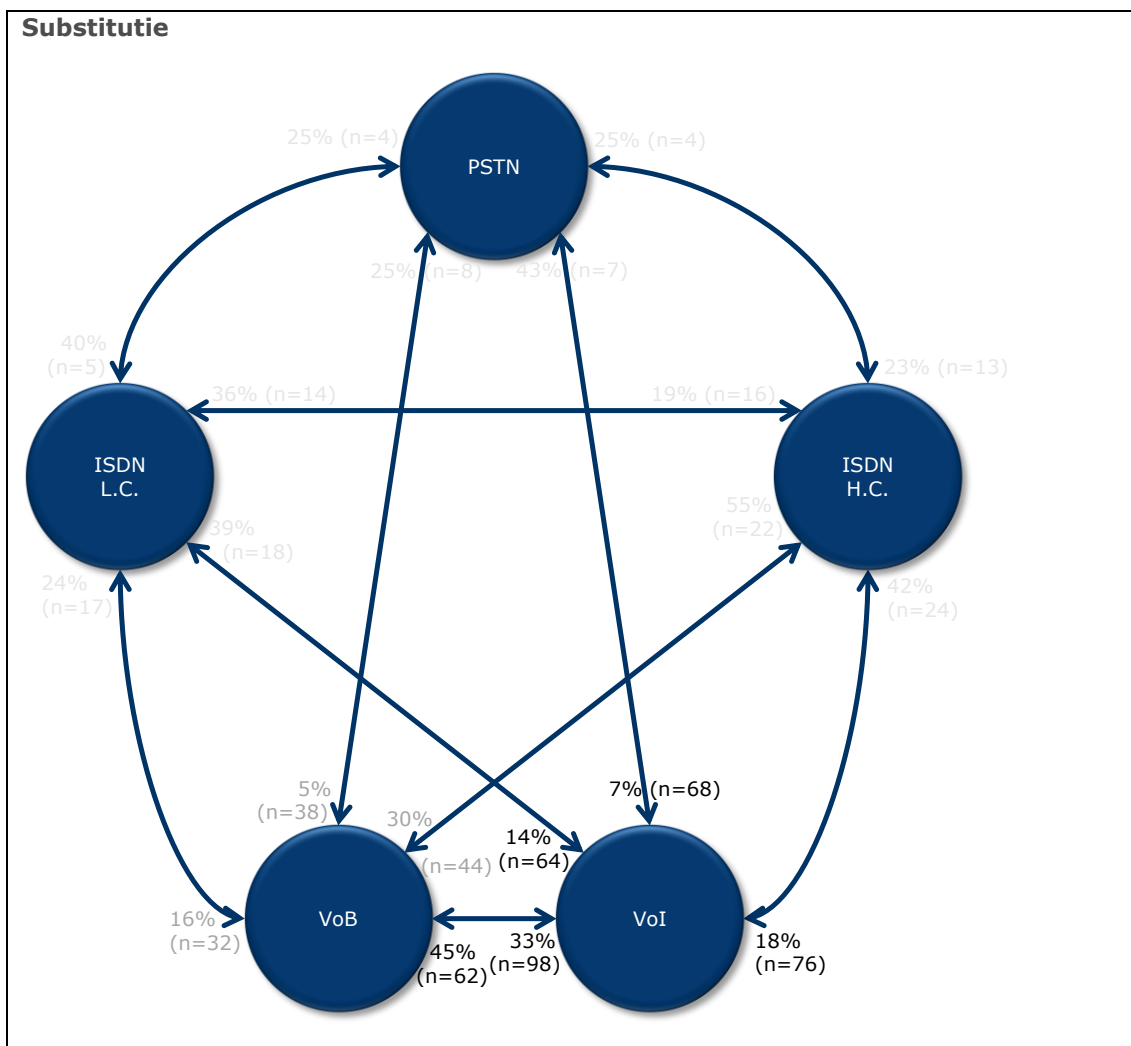 Substitutie
25% (n=4)
25% (n=4)
PSTN
25% (n=8)
43% (n=7)
40%
(n=5)
23% (n=13)
36% (n=14)
19% (n=16)
ISDN
L.C.
ISDN
H.C.
39%
(n=18)
55%
(n=22)
24%
(n=17)
42%
(n=24)
5%
(n=38)
30%
(n=44)
7% (n=68)
14%
(n=64)
VoB
VoI
16%
(n=32)
45%
(n=62)
33%
(n=98)
18%
(n=76)